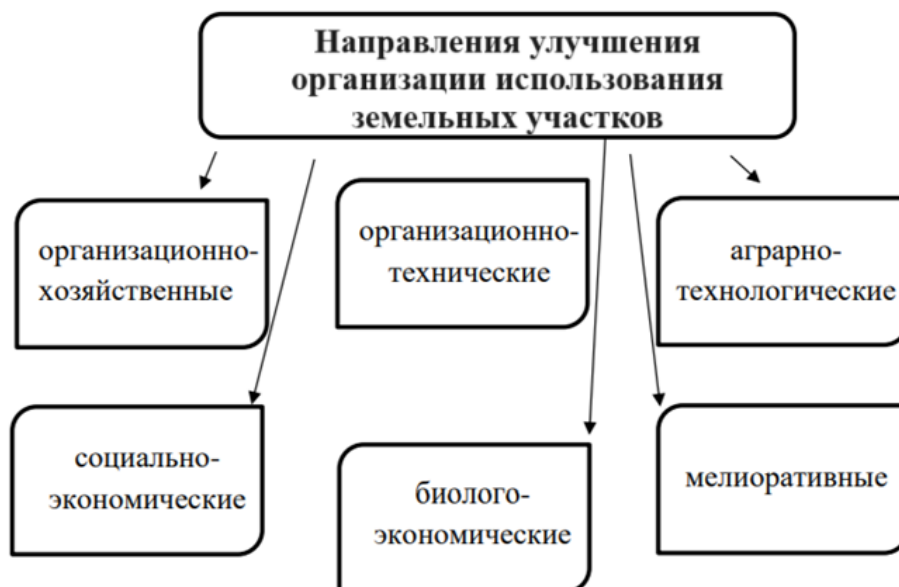 Направления улучшения
организации использования
земельных участков
организационно-
хозяйственные
организационно-
технические
аграрно-
технологические
социально-
экономические
биолого-
экономические
мелиоративные